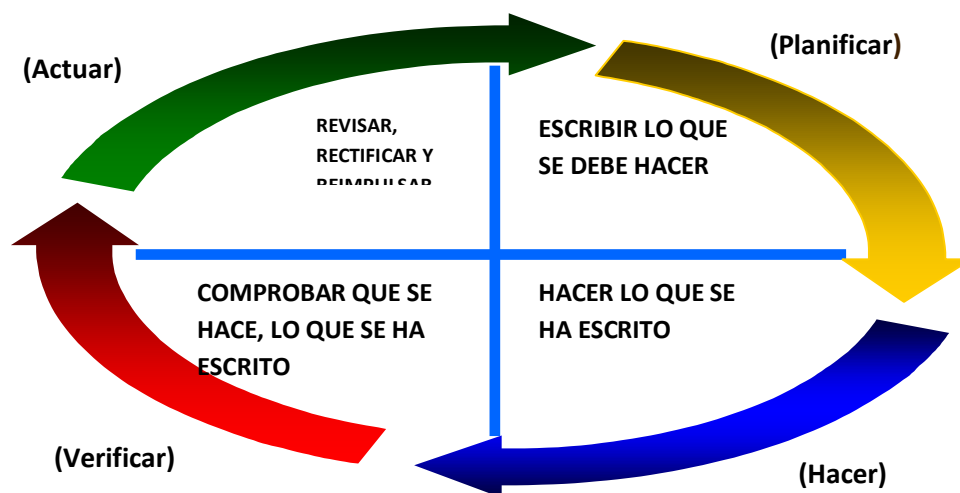 (Actuar)
(Planificar)
REVISAR,
RECTIFICAR Y
REIMPULSAR
ESCRIBIR LO QUE
SE DEBE HACER
COMPROBAR QUE SE
HACE, LO QUE SE HA
ESCRITO
HACER LO QUE SE
HA ESCRITO
(Verificar)
(Hacer)